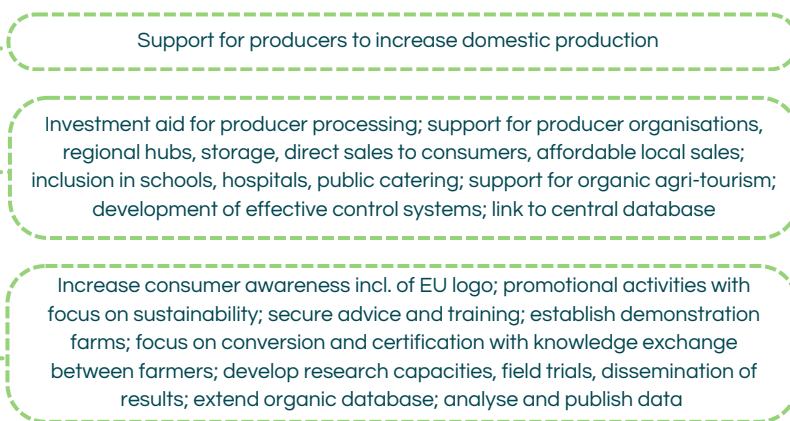 Support for producers to increase domestic production
Investment aid for producer processing; support for producer organisations,
regional hubs, storage, direct sales to consumers, affordable local sales;
inclusion in schools, hospitals, public catering; support for organic agri-tourism;
development of effective control systems; link to central database
Increase consumer awareness incl. of EU logo; promotional activities with
focus on sustainability; secure advice and training; establish demonstration
farms; focus on conversion and certification with knowledge exchange
between farmers; develop research capacities, field trials, dissemination of
results; extend organic database; analyse and publish data